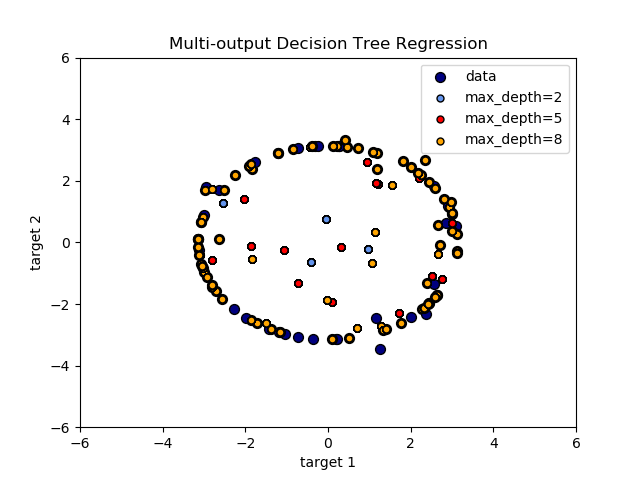 Multi-output Decision Tree Regression
data
max_depth=2
max_depth=5
max_depth=8
6
4
2
0
−2
−4
−6
target 2
−6
−4
−2
0
2
4
6
target 1